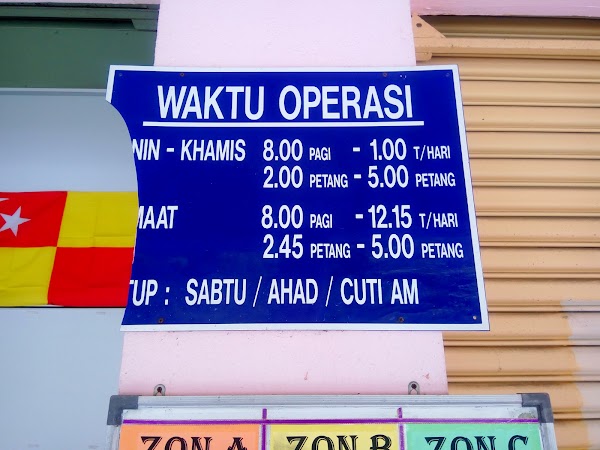 WAKTU OPERASI
NIN - KHAMIS 8.00 PAGI - 1.00 T/HARI
2.00 PETANG - 5.00 PETANG
MAAT 8.00 PAGI - 12.15 T/HARI
2.45 PETANG - 5.00 PETANG
TUP : SABTU / AHAD / CUTI AM
ZON A ZON B ZON C